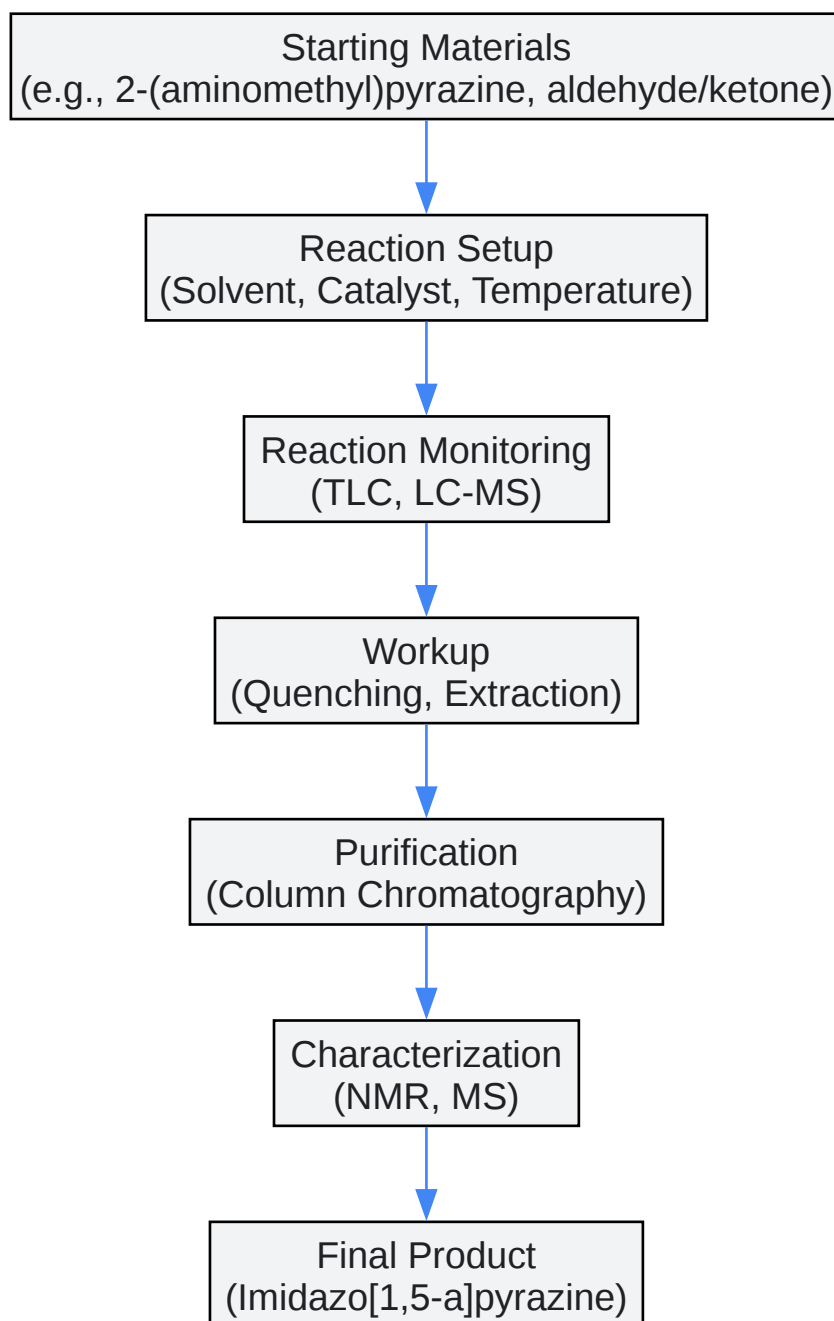 Starting Materials
(e.g., 2-(aminomethyl)pyrazine, aldehyde/ketone)
Reaction Setup
(Solvent, Catalyst, Temperature)
Reaction Monitoring
(TLC, LC-MS)
Workup
(Quenching, Extraction)
Purification
(Column Chromatography)
Characterization
(NMR, MS)
Final Product
(Imidazo[1,5-a]pyrazine)